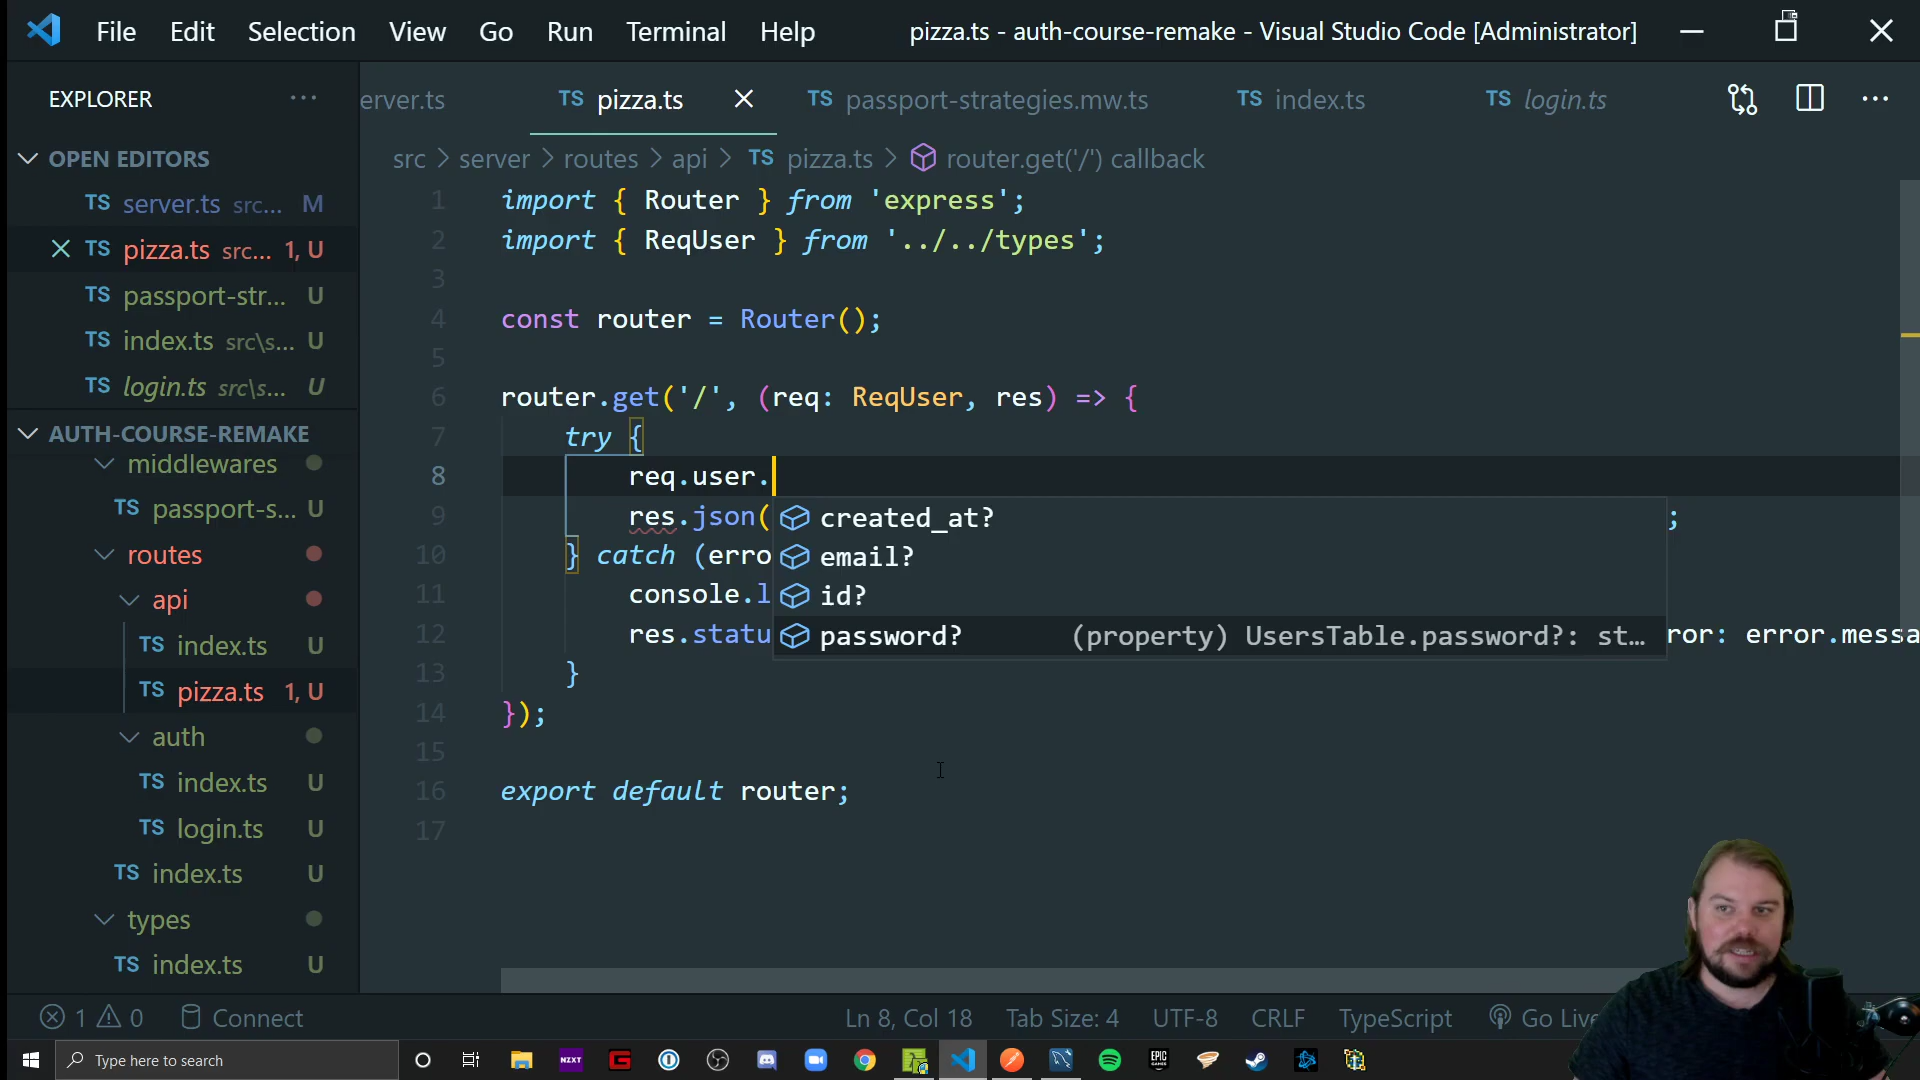 File Edit Selection View Go Run Terminal Help pizza.ts - auth-course-remake - Visual Studio Code [Administrator]
EXPLORER ···
erver.ts TS pizza.ts TS passport-strategies.mw.ts TS index.ts TS login.ts
OPEN EDITORS
TS server.ts src... M
TS pizza.ts src... 1, U
TS passport-str... U
TS index.ts src\s... U
TS login.ts src\s... U
AUTH-COURSE-REMAKE
middlewares
TS passport-s... U
routes
api
TS index.ts U
TS pizza.ts 1, U
auth
TS index.ts U
TS login.ts U
TS index.ts U
types
TS index.ts U
src > server > routes > api > TS pizza.ts > router.get('/') callback
1 import { Router } from 'express';
2 import { ReqUser } from '../../types';
3
4 const router = Router();
5
6 router.get('/', (req: ReqUser, res) => {
7 try {
8 req.user.
9 res.json( ;
10 } catch (erro
11 console.l
12 res.statu ror: error.messa
13 }
14 });
15
16 export default router;
17
created_at?
email?
id?
password? (property) UsersTable.password?: st...
1 0 Connect Ln 8, Col 18 Tab Size: 4 UTF-8 CRLF TypeScript Go Live
Type here to search
NZXT
EPIC GAMES